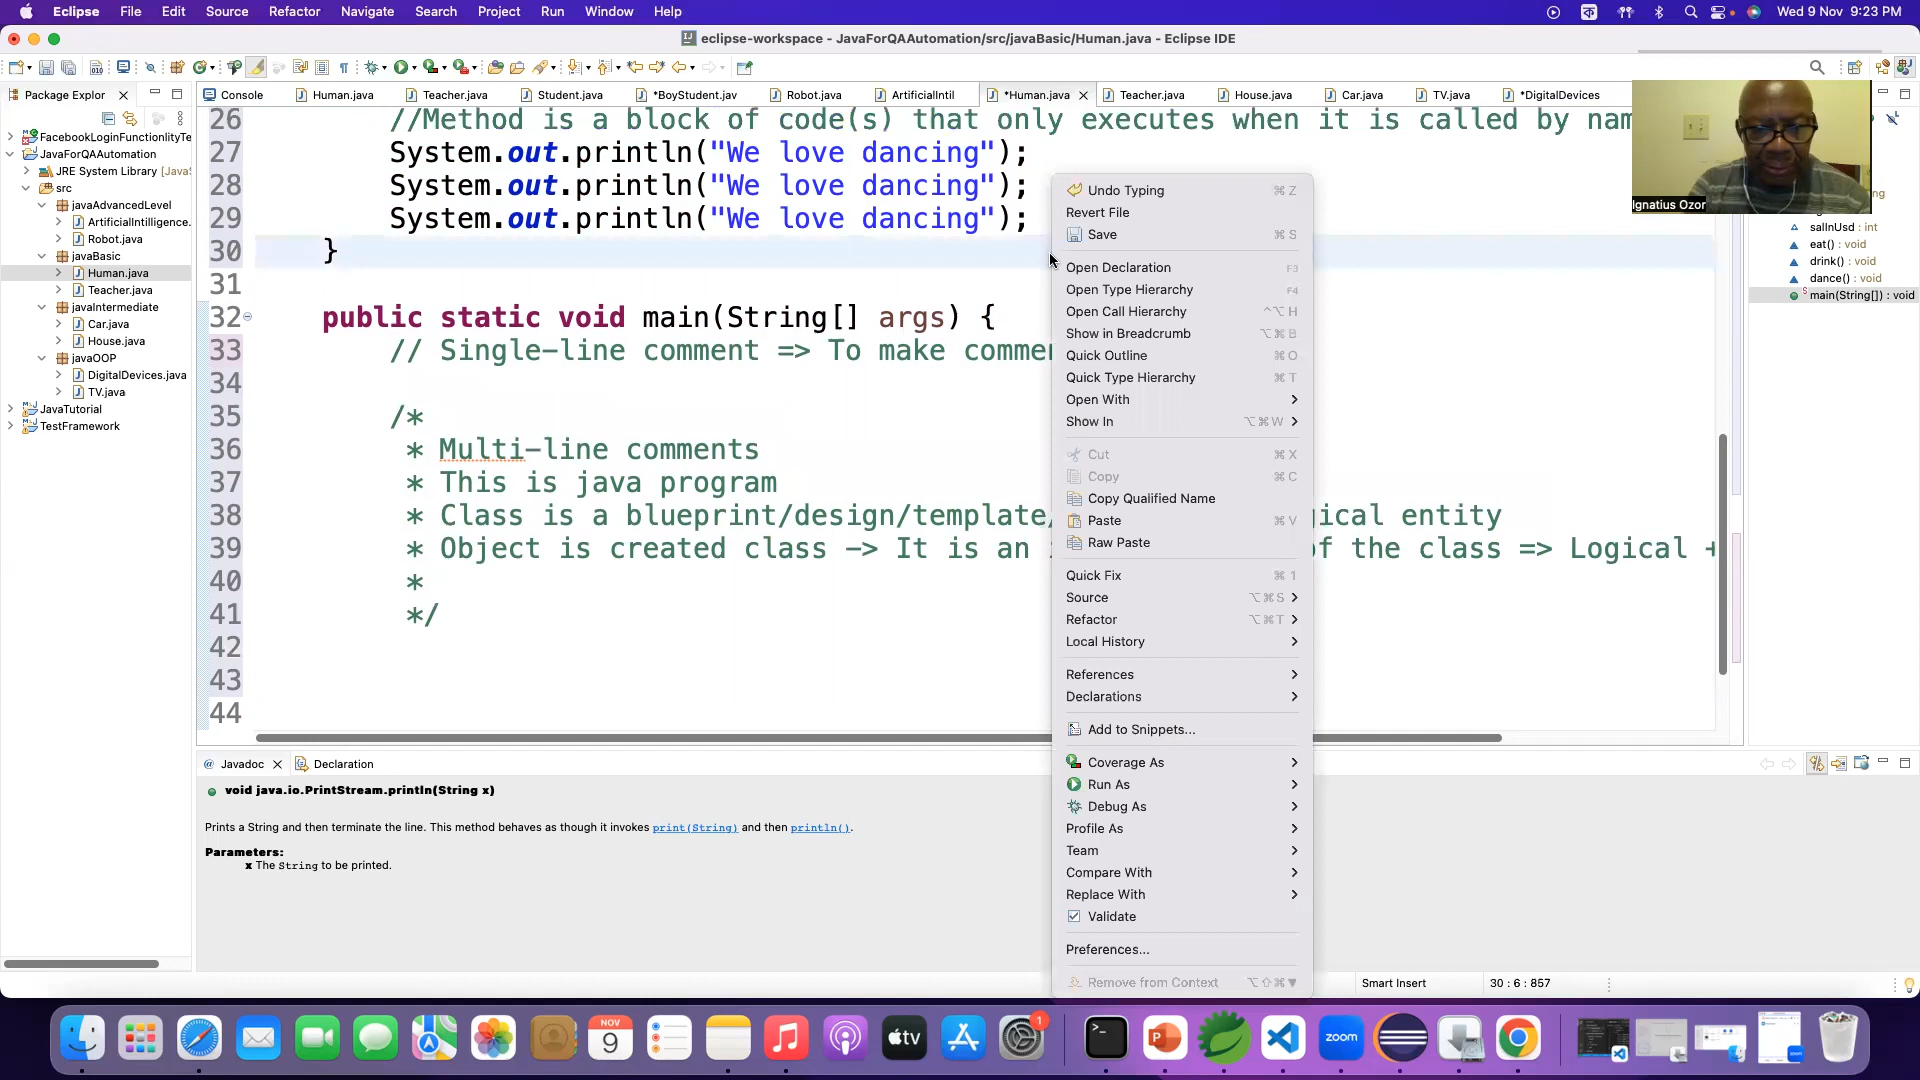 Eclipse File Edit Source Refactor Navigate Search Project Run Window Help Wed 9 Nov 9:23 PM
eclipse-workspace - JavaForQAAutomation/src/javaBasic/Human.java - Eclipse IDE
Package Explor
Console Human.java Teacher.java Student.java *BoyStudent.jav Robot.java ArtificialIntil *Human.java Teacher.java House.java Car.java TV.java *DigitalDevices
FacebookLoginFunctionlityTe
JavaForQAAutomation
JRE System Library [Java
src
javaAdvancedLevel
ArtificialIntilligence.
Robot.java
javaBasic
Human.java
Teacher.java
javaIntermediate
Car.java
House.java
javaOOP
DigitalDevices.java
TV.java
JavaTutorial
TestFramework
26 //Method is a block of code(s) that only executes when it is called by nam
27 System.out.println("We love dancing");
28 System.out.println("We love dancing");
29 System.out.println("We love dancing");
30 }
31
32 public static void main(String[] args) {
33 // Single-line comment => To make commen
34
35 /*
36 * Multi-line comments
37 * This is java program
38 * Class is a blueprint/design/template/ gical entity
39 * Object is created class -> It is an of the class => Logical +
40 *
41 */
42
43
44
Undo Typing ⌘Z
Revert File
Save ⌘S
Open Declaration F3
Open Type Hierarchy F4
Open Call Hierarchy ^⌥H
Show in Breadcrumb ⌥⌘B
Quick Outline ⌘O
Quick Type Hierarchy ⌘T
Open With
Show In ⌥⌘W
Cut ⌘X
Copy ⌘C
Copy Qualified Name
Paste ⌘V
Raw Paste
Quick Fix ⌘1
Source ⌥⌘S
Refactor ⌥⌘T
Local History
References
Declarations
Add to Snippets...
Coverage As
Run As
Debug As
Profile As
Team
Compare With
Replace With
Validate
Preferences...
Remove from Context ⌥⇧⌘▼
Ignatius Ozor
salInUsd : int
eat() : void
drink() : void
dance() : void
main(String[]) : void
@ Javadoc Declaration
void java.io.PrintStream.println(String x)
Prints a String and then terminate the line. This method behaves as though it invokes print(String) and then println().
Parameters:
x The String to be printed.
Smart Insert 30 : 6 : 857
NOV
9
tv
1
zoom